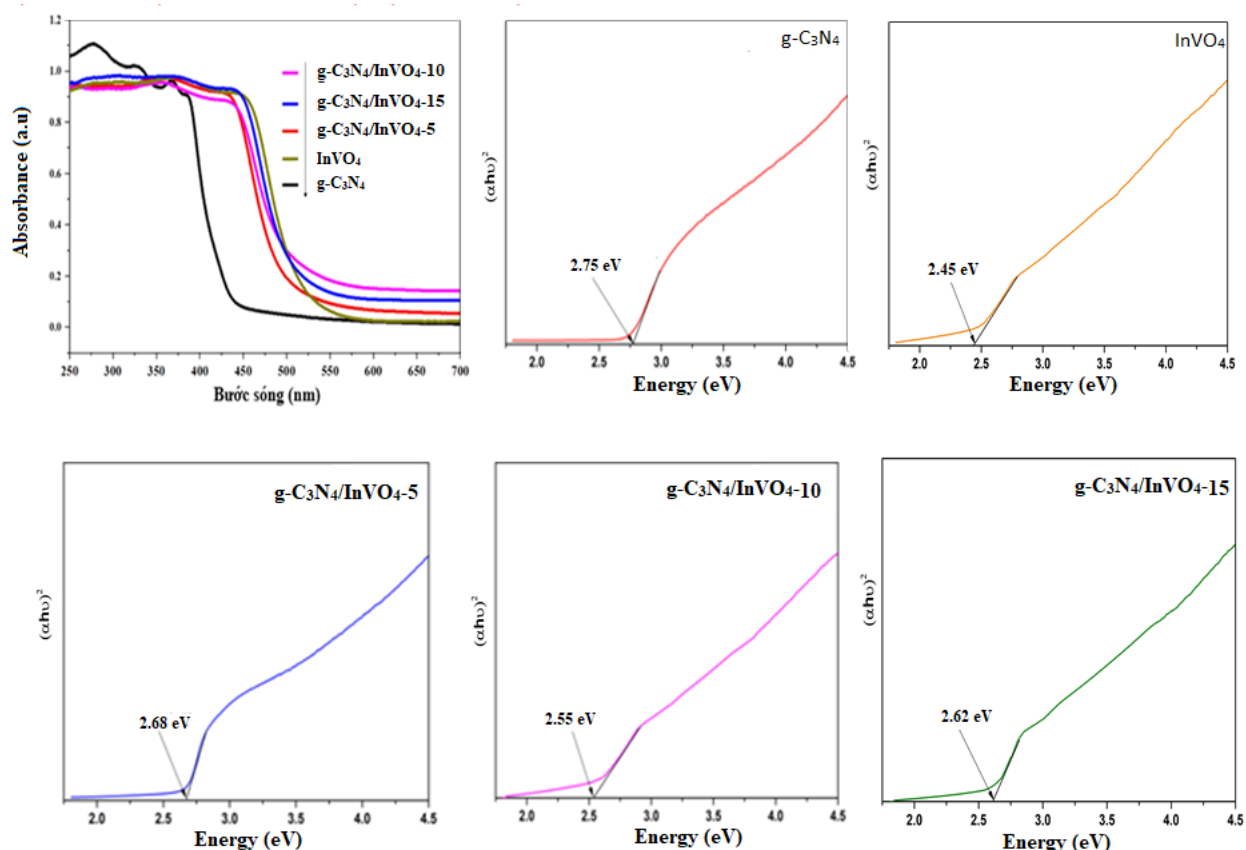 1.2
1.0
0.8
0.6
0.4
0.2
0.0
Absorbance (a.u)
g-C₃N₄/InVO₄-10
g-C₃N₄/InVO₄-15
g-C₃N₄/InVO₄-5
InVO₄
g-C₃N₄
250 300 350 400 450 500 550 600 650 700
Bước sóng (nm)
g-C₃N₄
(αhυ)²
2.75 eV
2.0 2.5 3.0 3.5 4.0 4.5
Energy (eV)
InVO₄
(αhυ)²
2.45 eV
2.0 2.5 3.0 3.5 4.0 4.5
Energy (eV)
g-C₃N₄/InVO₄-5
(αhυ)²
2.68 eV
2.0 2.5 3.0 3.5 4.0 4.5
Energy (eV)
g-C₃N₄/InVO₄-10
(αhυ)²
2.55 eV
2.0 2.5 3.0 3.5 4.0 4.5
Energy (eV)
g-C₃N₄/InVO₄-15
(αhυ)²
2.62 eV
2.0 2.5 3.0 3.5 4.0 4.5
Energy (eV)